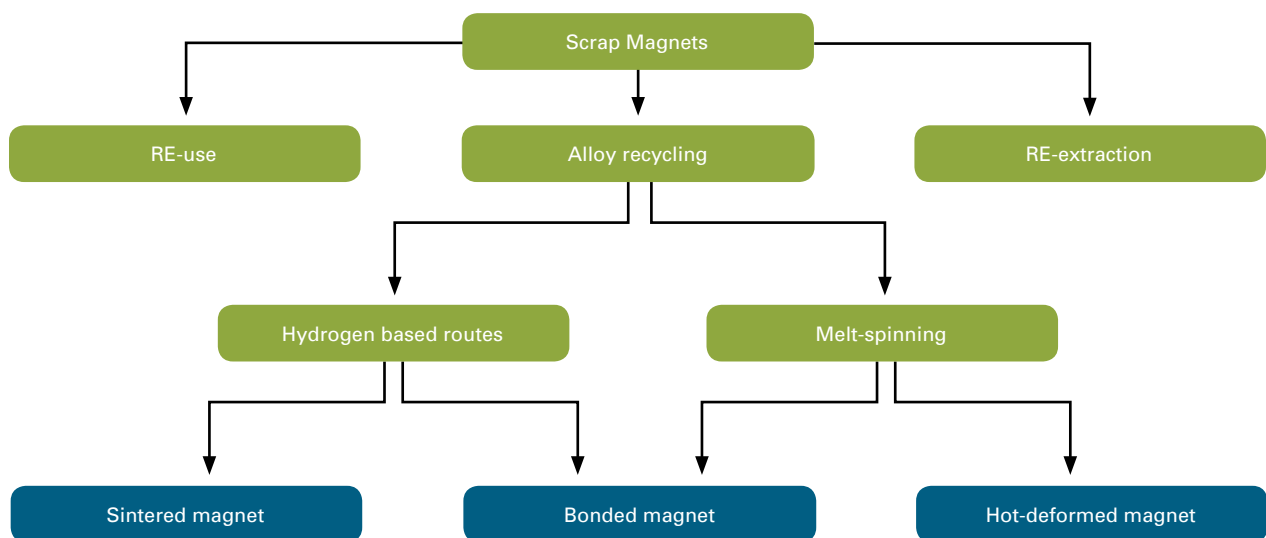 Scrap Magnets
RE-use
Alloy recycling
RE-extraction
Hydrogen based routes
Melt-spinning
Sintered magnet
Bonded magnet
Hot-deformed magnet